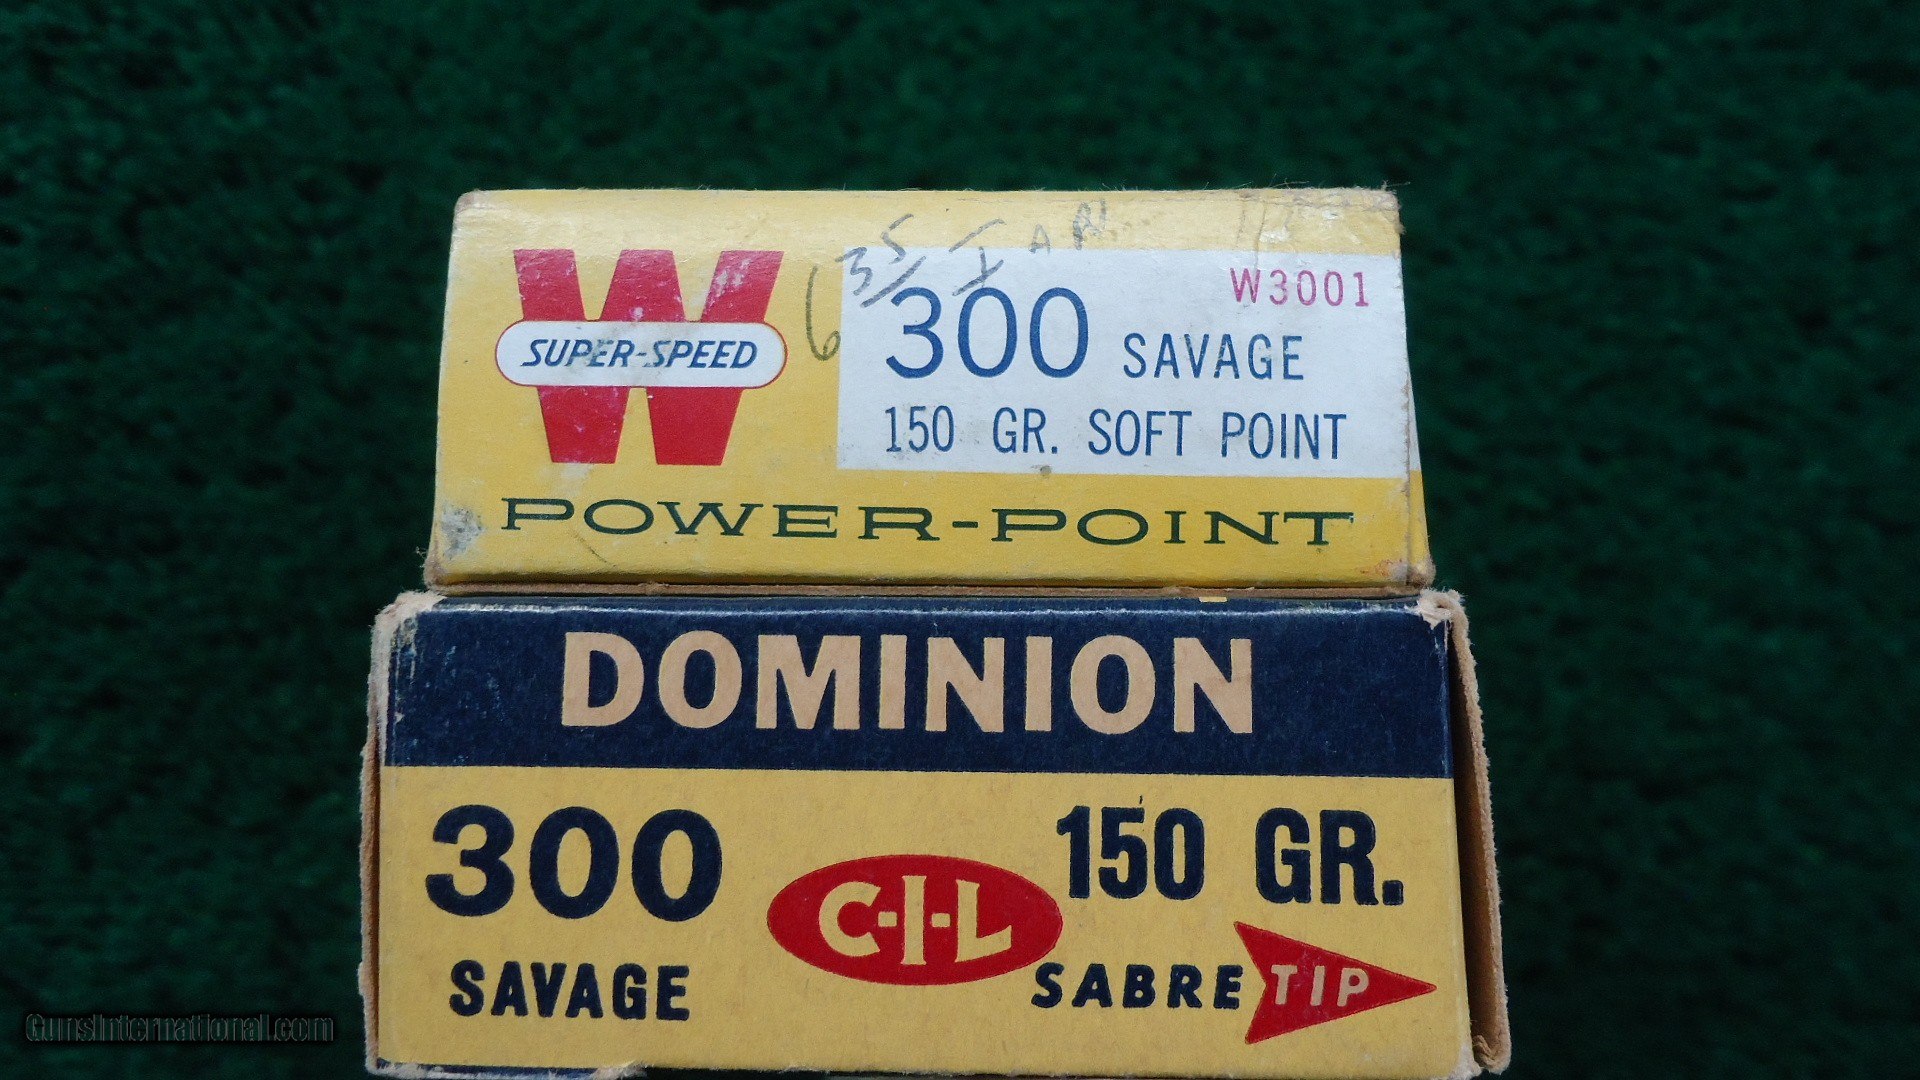 W
SUPER-SPEED
635
W3001
300 SAVAGE
150 GR. SOFT POINT
POWER-POINT
DOMINION
300
SAVAGE
C-I-L
150 GR.
SABRE TIP
GunsInternational.com